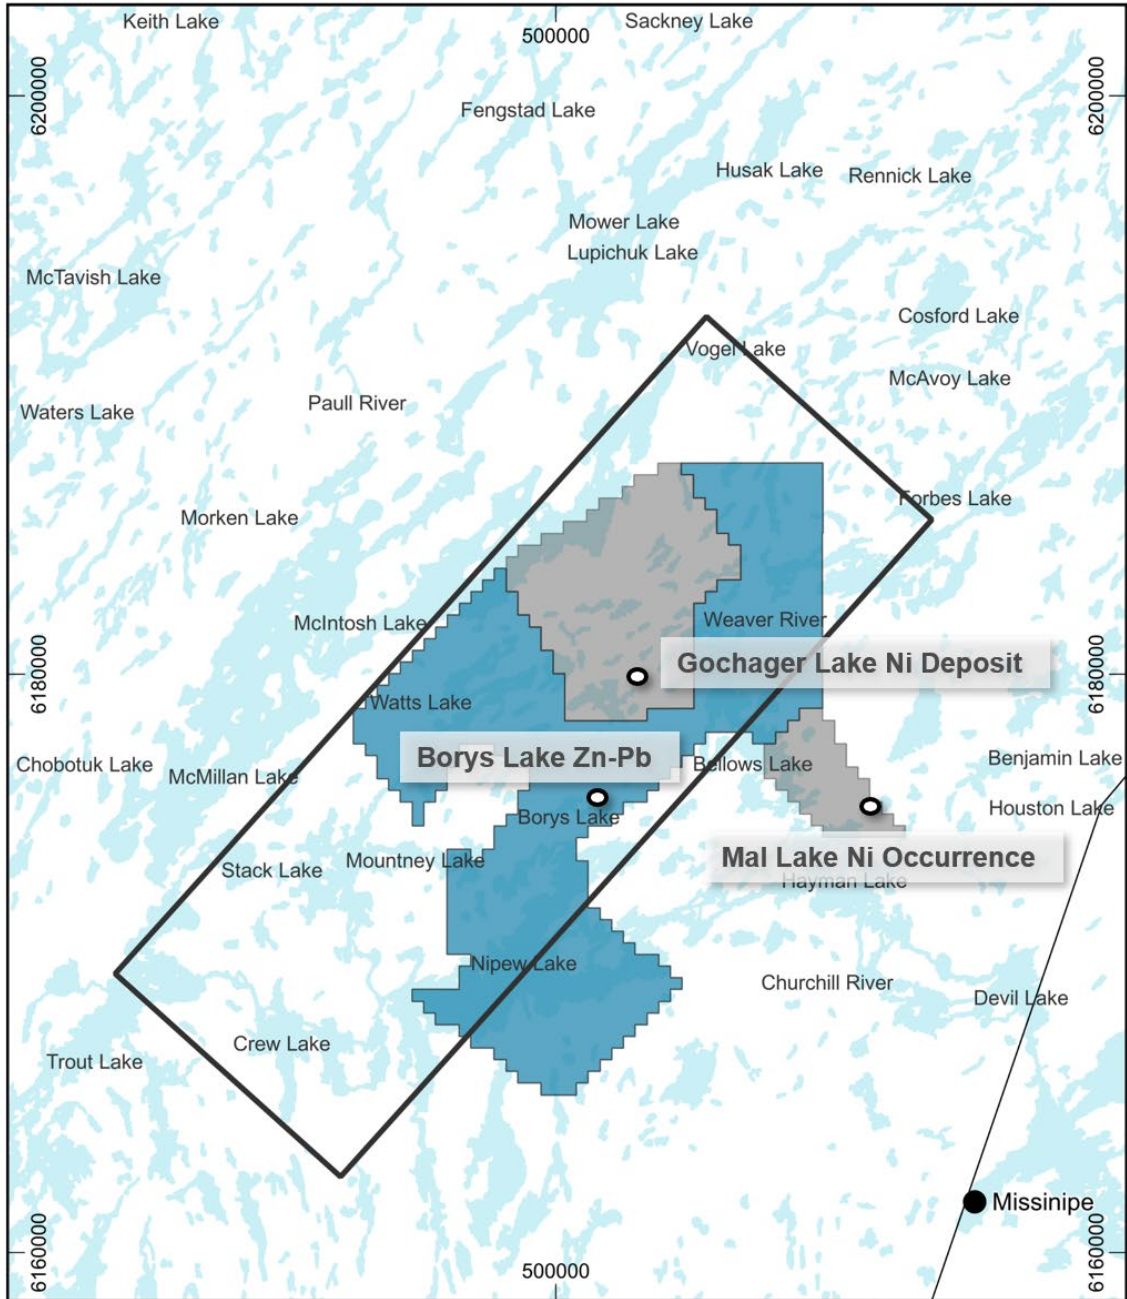 Keith Lake
Sackney Lake
500000
6200000
6200000
Fengstad Lake
Husak Lake
Rennick Lake
Mower Lake
Lupichuk Lake
McTavish Lake
Cosford Lake
Vogel Lake
McAvoy Lake
Paull River
Waters Lake
Forbes Lake
Morken Lake
McIntosh Lake
Weaver River
Gochager Lake Ni Deposit
6180000
6180000
Watts Lake
Borys Lake Zn-Pb
Bellows Lake
Benjamin Lake
Chobotuk Lake
McMillan Lake
Houston Lake
Borys Lake
Mountney Lake
Mal Lake Ni Occurrence
Stack Lake
Hayman Lake
Nipew Lake
Churchill River
Devil Lake
Crew Lake
Trout Lake
Missinipe
6160000
6160000
500000